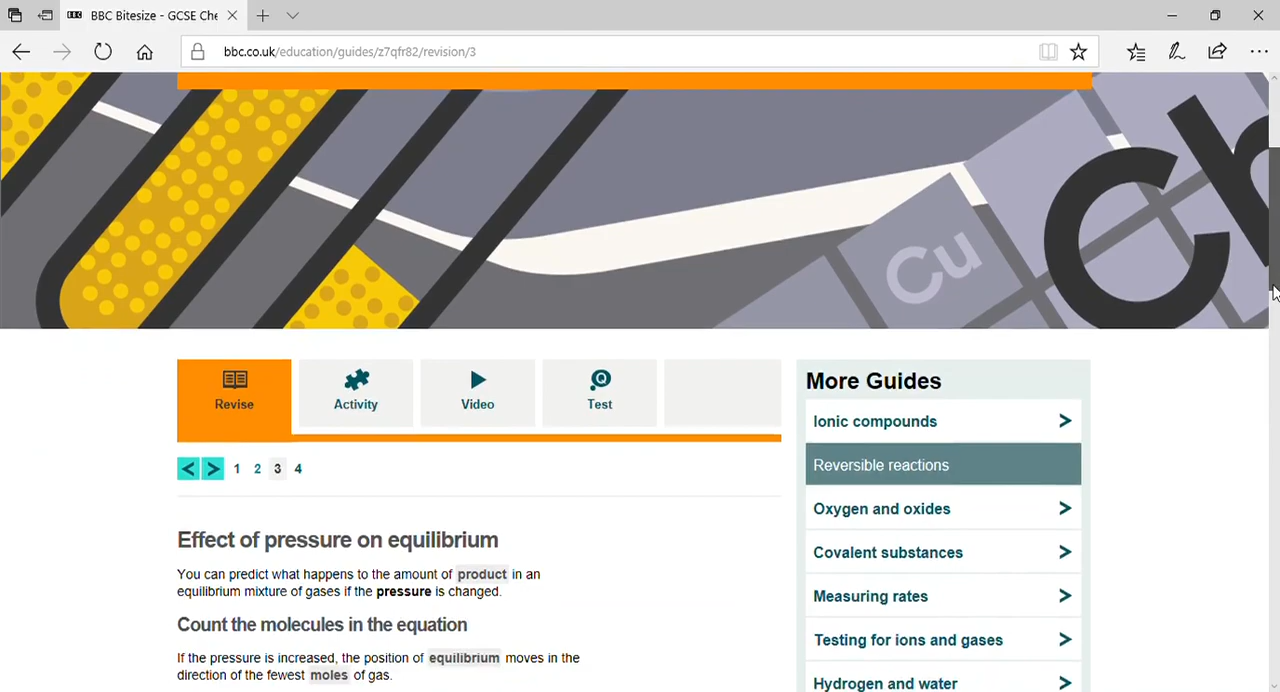 BBC Bitesize - GCSE Che
bbc.co.uk/education/guides/z7qfr82/revision/3
Cu
Ch
Revise
Activity
Video
Test
< > 1 2 3 4
Effect of pressure on equilibrium
You can predict what happens to the amount of product in an
equilibrium mixture of gases if the pressure is changed.
Count the molecules in the equation
If the pressure is increased, the position of equilibrium moves in the
direction of the fewest moles of gas.
More Guides
Ionic compounds >
Reversible reactions
Oxygen and oxides >
Covalent substances >
Measuring rates >
Testing for ions and gases >
Hydrogen and water >